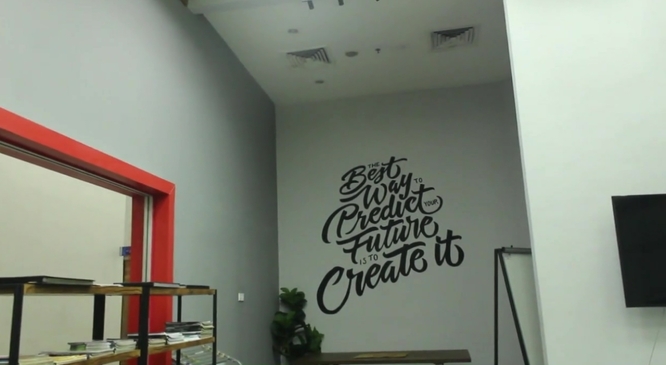 THE
Best
Way TO
Predict YOUR
Future
IS TO
Create it